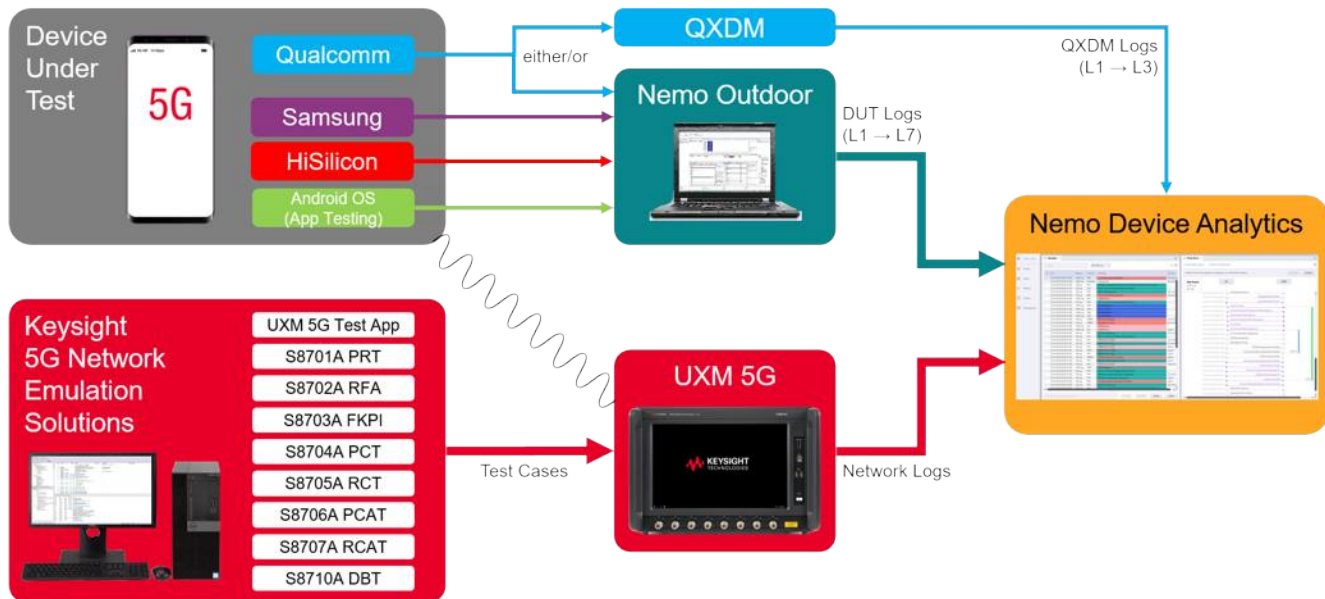 Device
Under
Test
5G
Qualcomm
Samsung
HiSilicon
Android OS
(App Testing)
either/or
QXDM
Nemo Outdoor
QXDM Logs
(L1 → L3)
DUT Logs
(L1 → L7)
Nemo Device Analytics
Keysight
5G Network
Emulation
Solutions
UXM 5G Test App
S8701A PRT
S8702A RFA
S8703A FKPI
S8704A PCT
S8705A RCT
S8706A PCAT
S8707A RCAT
S8710A DBT
Test Cases
UXM 5G
KEYSIGHT
TECHNOLOGIES
Network Logs